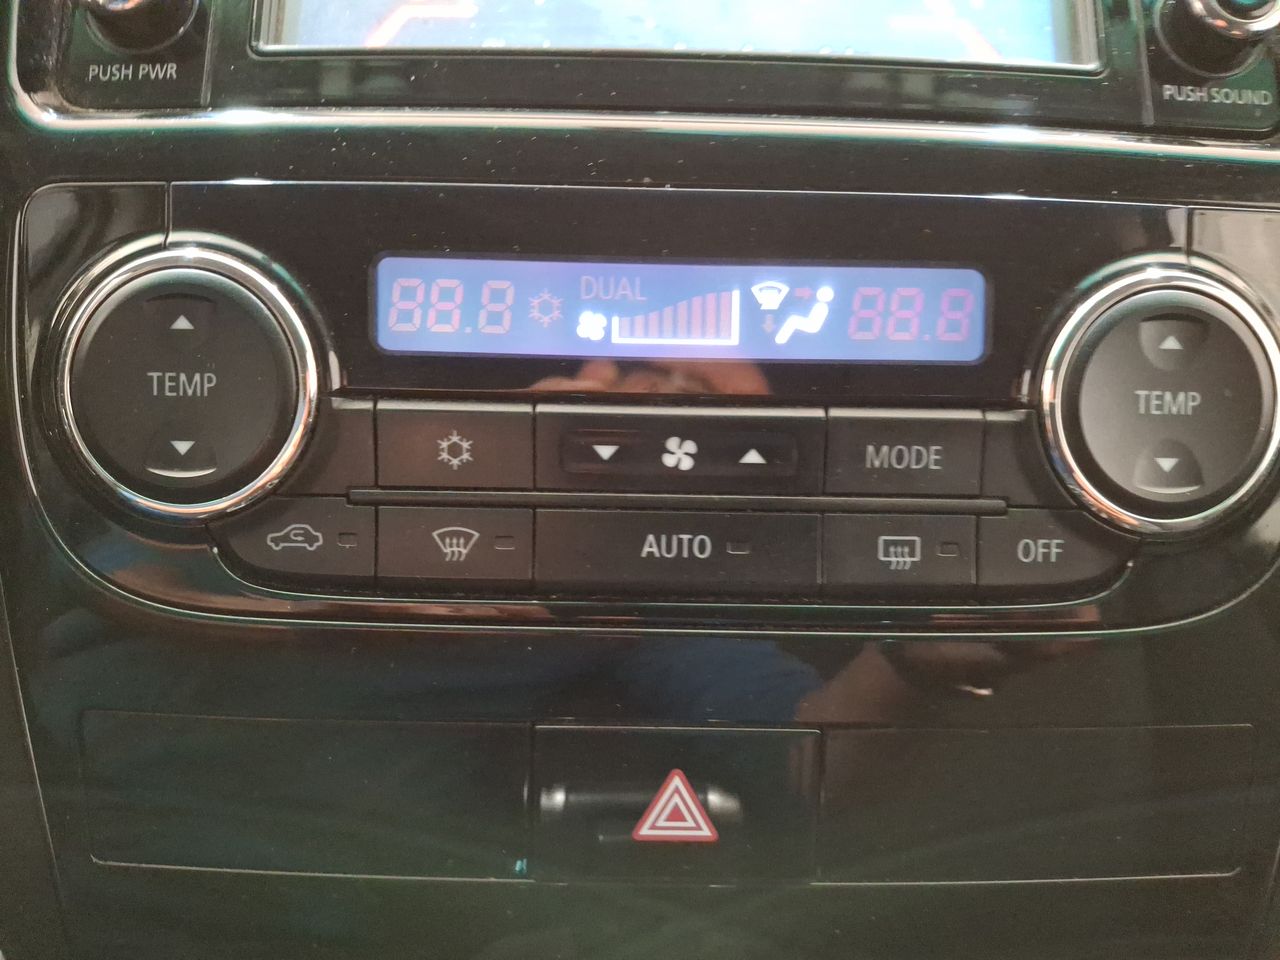 PUSH PWR
PUSH SOUND
88.8 DUAL 88.8
TEMP
TEMP
MODE
AUTO
OFF